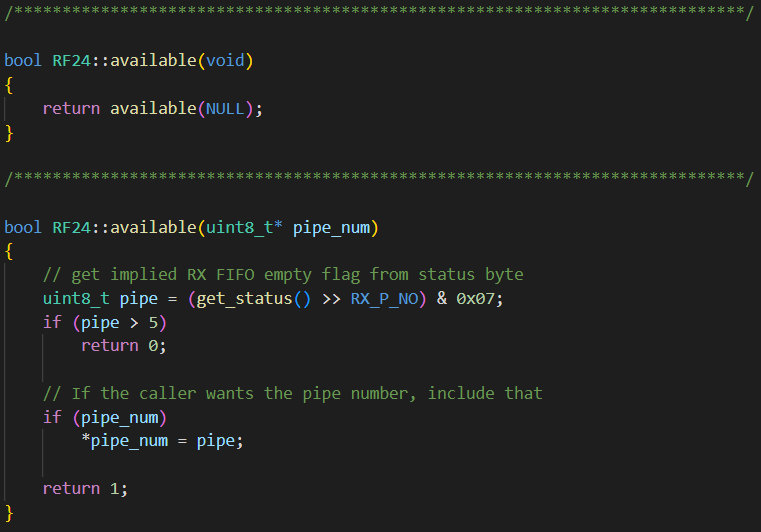 /*****************************************************************************/
bool RF24::available(void)
{
    return available(NULL);
}
/*****************************************************************************/
bool RF24::available(uint8_t* pipe_num)
{
    // get implied RX FIFO empty flag from status byte
    uint8_t pipe = (get_status() >> RX_P_NO) & 0x07;
    if (pipe > 5)
        return 0;
    // If the caller wants the pipe number, include that
    if (pipe_num)
        *pipe_num = pipe;
    return 1;
}